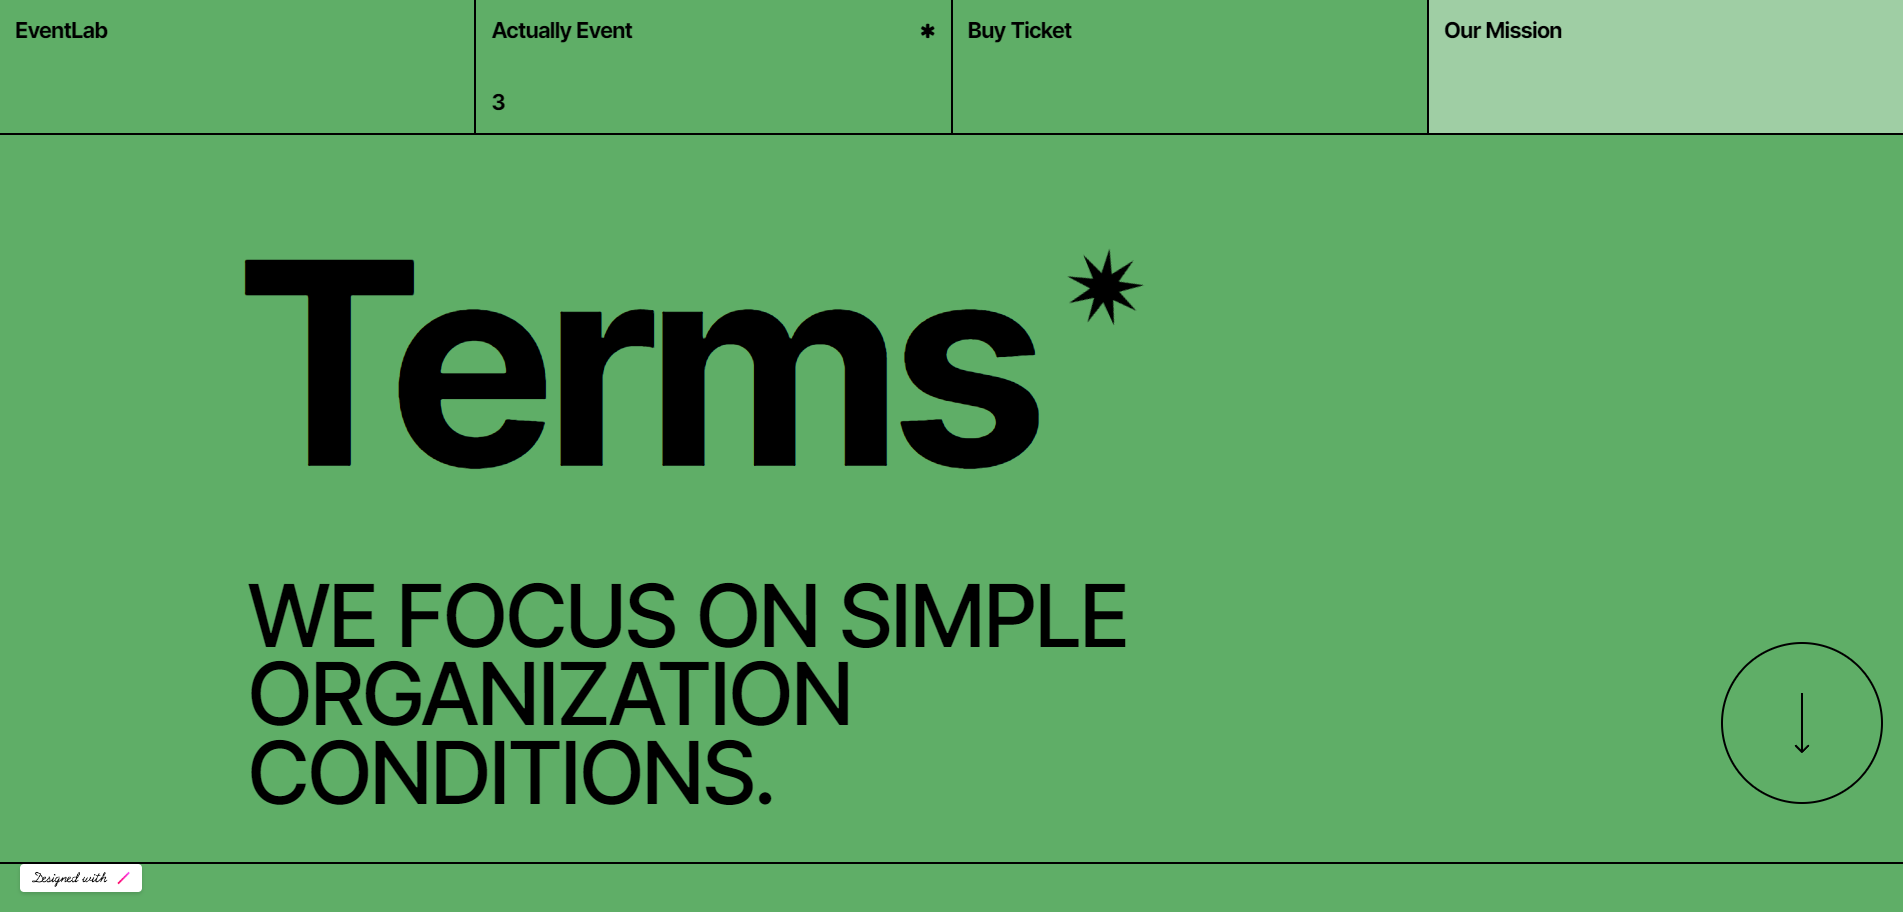 EventLab
Actually Event ✱
3
Buy Ticket
Our Mission
Terms
WE FOCUS ON SIMPLE
ORGANIZATION
CONDITIONS.
Designed with